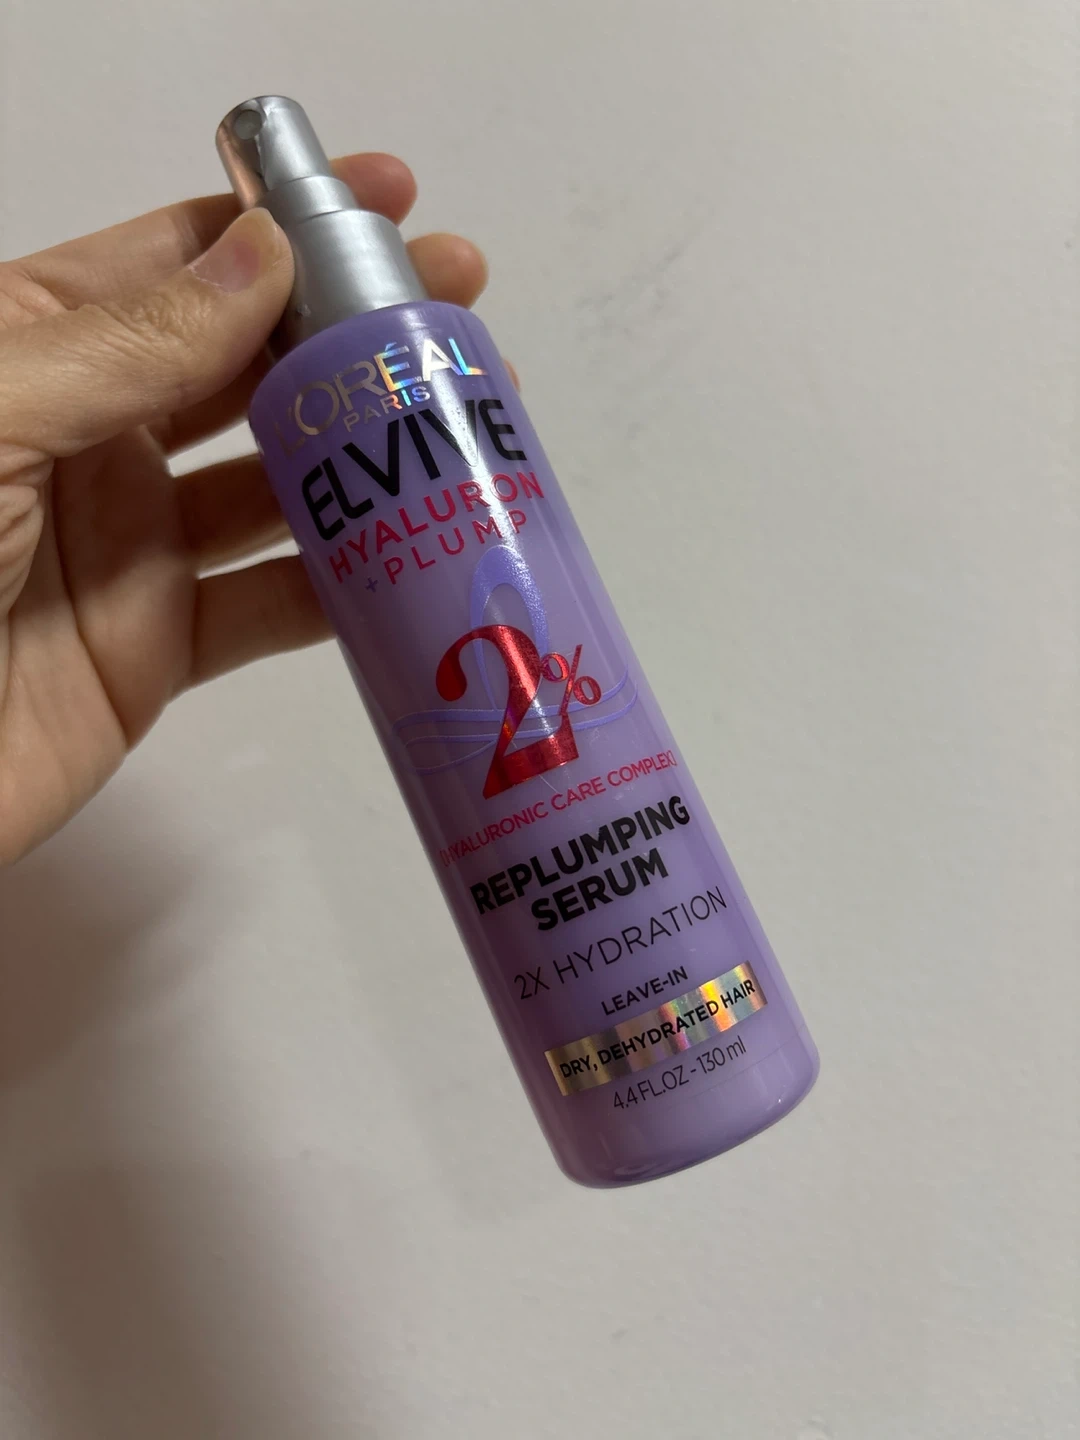 L'ORÉAL
PARIS
ELVIVE
HYALURON
+ PLUMP
2%
[HYALURONIC CARE COMPLEX]
REPLUMPING
SERUM
2X HYDRATION
LEAVE-IN
DRY, DEHYDRATED HAIR
4.4 FL.OZ - 130 ml